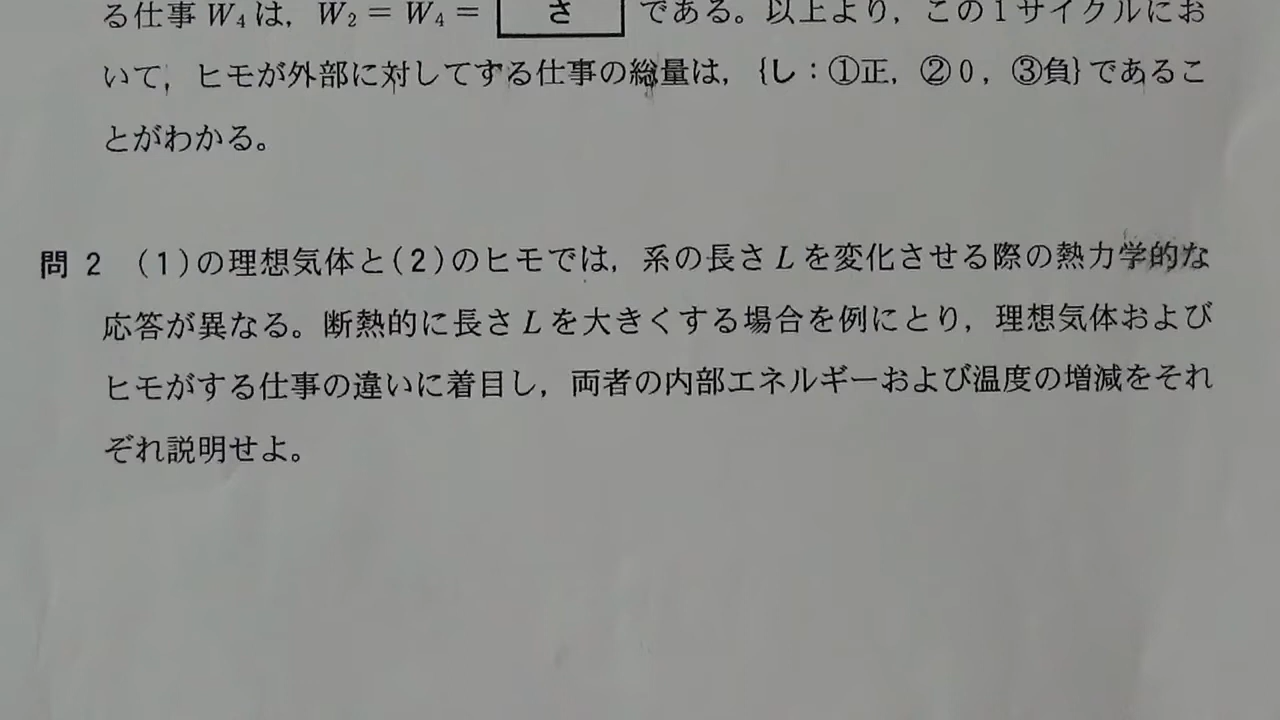 る仕事W₄は，W₂＝W₄＝ さ である。以上より，この1サイクルにお
いて，ヒモが外部に対してする仕事の総量は，{し：①正，②0，③負}であるこ
とがわかる。
問2 (1)の理想気体と(2)のヒモでは，系の長さLを変化させる際の熱力学的な
応答が異なる。断熱的に長さLを大きくする場合を例にとり，理想気体および
ヒモがする仕事の違いに着目し，両者の内部エネルギーおよび温度の増減をそれ
ぞれ説明せよ。